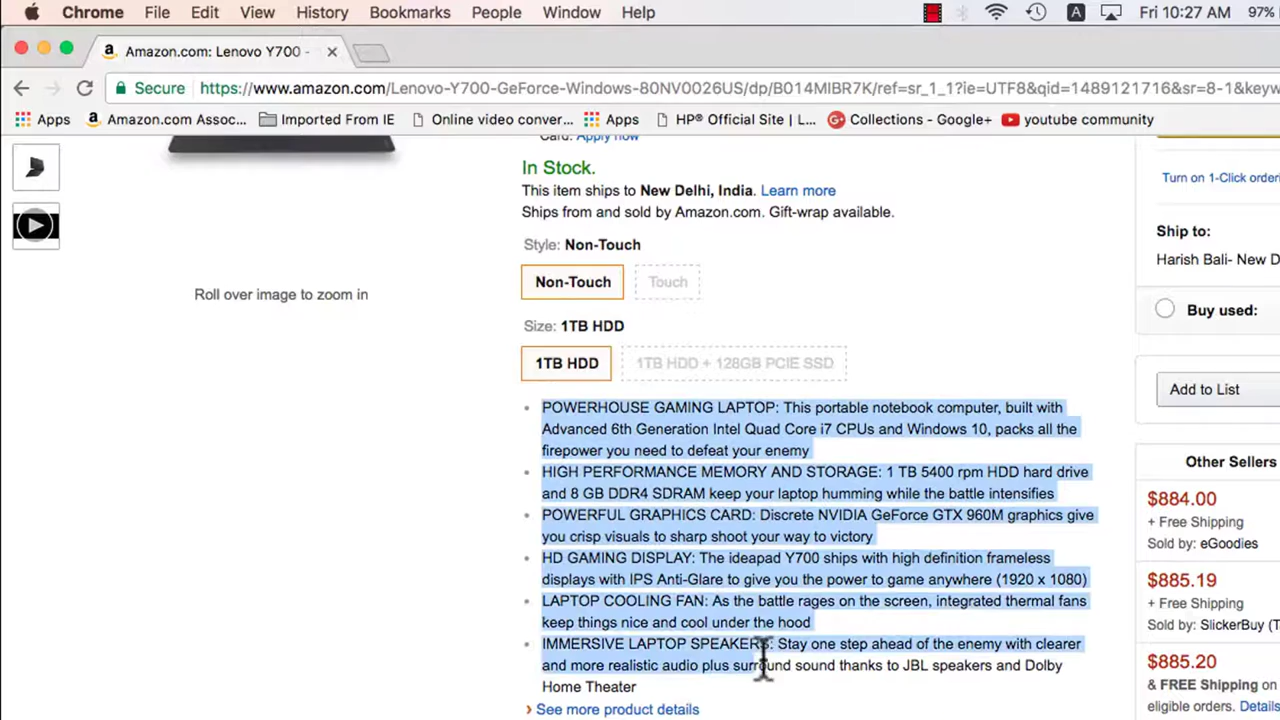 Chrome File Edit View History Bookmarks People Window Help A Fri 10:27 AM 97%
Amazon.com: Lenovo Y700 -
Secure https://www.amazon.com/Lenovo-Y700-GeForce-Windows-80NV0026US/dp/B014MIBR7K/ref=sr_1_1?ie=UTF8&qid=1489121716&sr=8-1&keyw
Apps Amazon.com Assoc... Imported From IE Online video conver... Apps HP® Official Site | L... Collections - Google+ youtube community
Card: Apply now
In Stock.
This item ships to New Delhi, India. Learn more
Ships from and sold by Amazon.com. Gift-wrap available.
Style: Non-Touch
Non-Touch Touch
Size: 1TB HDD
1TB HDD 1TB HDD + 128GB PCIE SSD
Roll over image to zoom in
• POWERHOUSE GAMING LAPTOP: This portable notebook computer, built with
Advanced 6th Generation Intel Quad Core i7 CPUs and Windows 10, packs all the
firepower you need to defeat your enemy
• HIGH PERFORMANCE MEMORY AND STORAGE: 1 TB 5400 rpm HDD hard drive
and 8 GB DDR4 SDRAM keep your laptop humming while the battle intensifies
• POWERFUL GRAPHICS CARD: Discrete NVIDIA GeForce GTX 960M graphics give
you crisp visuals to sharp shoot your way to victory
• HD GAMING DISPLAY: The ideapad Y700 ships with high definition frameless
displays with IPS Anti-Glare to give you the power to game anywhere (1920 x 1080)
• LAPTOP COOLING FAN: As the battle rages on the screen, integrated thermal fans
keep things nice and cool under the hood
• IMMERSIVE LAPTOP SPEAKERS: Stay one step ahead of the enemy with clearer
and more realistic audio plus surround sound thanks to JBL speakers and Dolby
Home Theater
› See more product details
Turn on 1-Click orderi
Ship to:
Harish Bali- New D
Buy used:
Add to List
Other Sellers
$884.00
+ Free Shipping
Sold by: eGoodies
$885.19
+ Free Shipping
Sold by: SlickerBuy (T
$885.20
& FREE Shipping on
eligible orders. Details